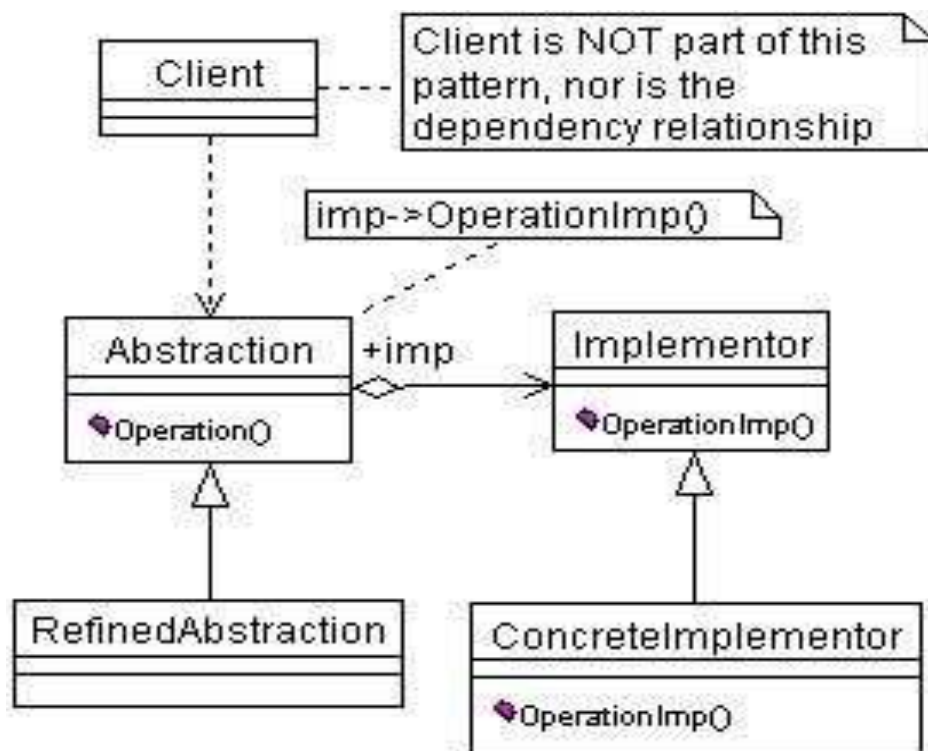 Client
Client is NOT part of this
pattern, nor is the
dependency relationship
imp->OperationImp()
Abstraction
+imp
Implementor
Operation()
OperationImp()
RefinedAbstraction
ConcreteImplementor
OperationImp()